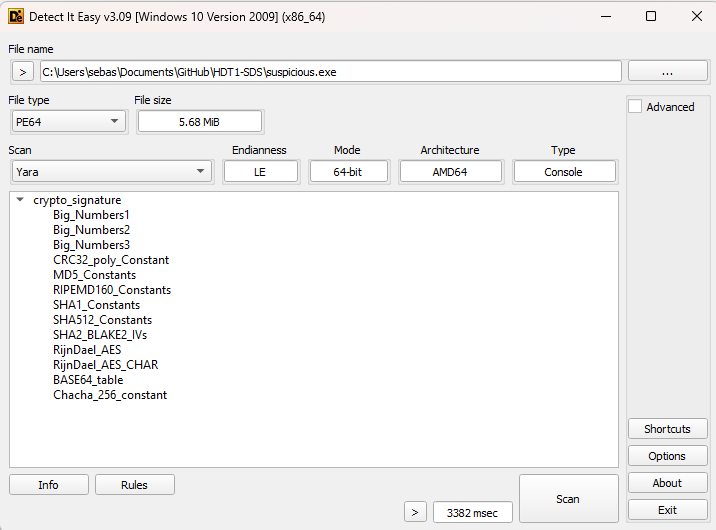 Detect It Easy v3.09 [Windows 10 Version 2009] (x86_64)
File name
> C:\Users\sebas\Documents\GitHub\HDT1-SDS\suspicious.exe ...
File type File size
Advanced
PE64 5.68 MiB
Scan Endianness Mode Architecture Type
Yara LE 64-bit AMD64 Console
crypto_signature
Big_Numbers1
Big_Numbers2
Big_Numbers3
CRC32_poly_Constant
MD5_Constants
RIPEMD160_Constants
SHA1_Constants
SHA512_Constants
SHA2_BLAKE2_IVs
RijnDael_AES
RijnDael_AES_CHAR
BASE64_table
Chacha_256_constant
Shortcuts
Options
Info Rules Scan About
> 3382 msec Exit